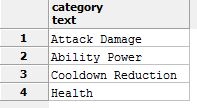 category
text
1 Attack Damage
2 Ability Power
3 Cooldown Reduction
4 Health